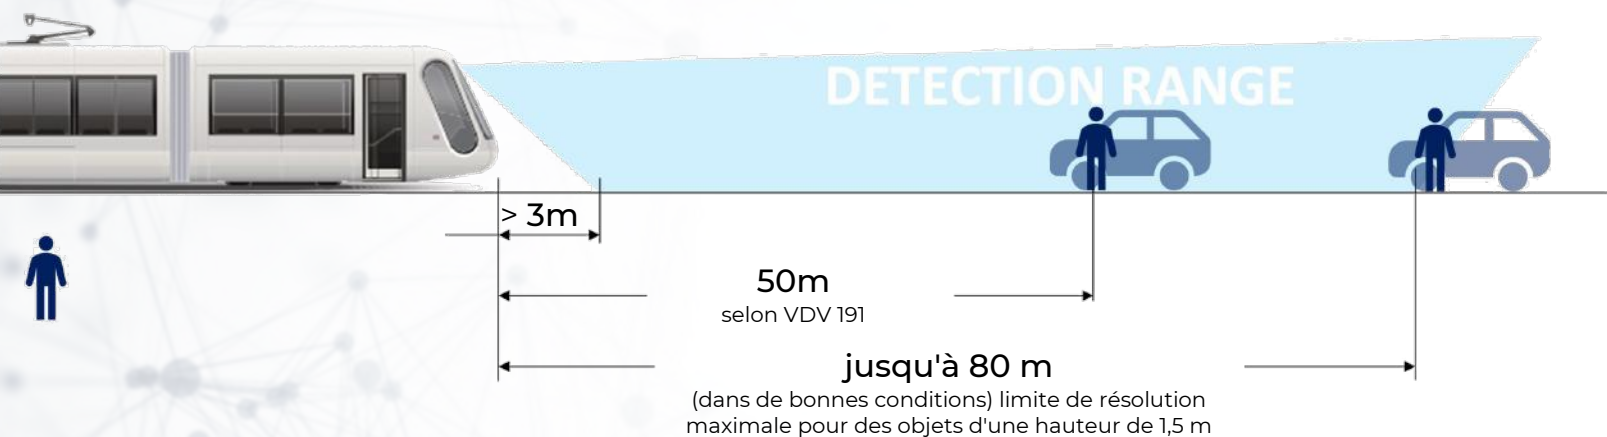 DETECTION RANGE
> 3m
50m
selon VDV 191
jusqu'à 80 m
(dans de bonnes conditions) limite de résolution
maximale pour des objets d'une hauteur de 1,5 m